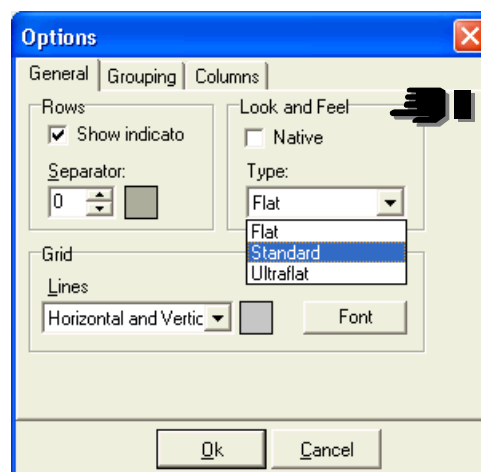 Options
General Grouping Columns
Rows
Show indicato
Separator:
0
Look and Feel
Native
Type:
Flat
Flat
Standard
Ultraflat
Grid
Lines
Horizontal and Vertic
Font
Ok Cancel